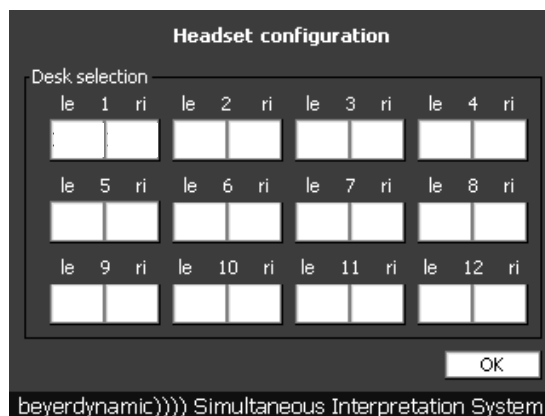 Headset configuration
Desk selection
le 1 ri le 2 ri le 3 ri le 4 ri
le 5 ri le 6 ri le 7 ri le 8 ri
le 9 ri le 10 ri le 11 ri le 12 ri
OK
beyerdynamic)))) Simultaneous Interpretation System